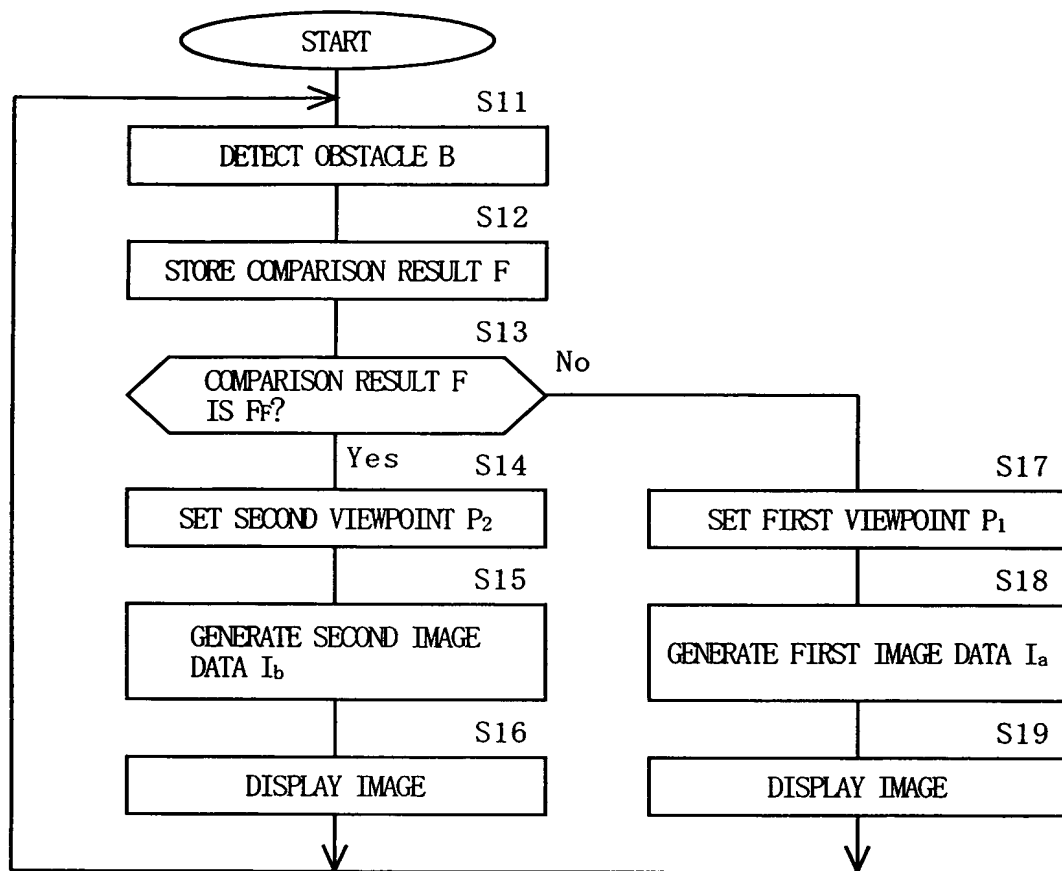 START
S11
DETECT OBSTACLE B
S12
STORE COMPARISON RESULT F
S13
COMPARISON RESULT F
IS FF?
No
Yes
S14
SET SECOND VIEWPOINT P2
S15
GENERATE SECOND IMAGE
DATA Ib
S16
DISPLAY IMAGE
S17
SET FIRST VIEWPOINT P1
S18
GENERATE FIRST IMAGE DATA Ia
S19
DISPLAY IMAGE